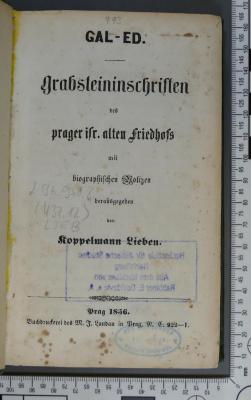 GAL-ED.
Grabsteininschriften
des
prager isr. alten Friedhofs
mit
biographischen Notizen
herausgegeben
von
Koppelmann Lieben.
Prag 1856.
Buchdruckerei des M. J. Landau in Prag, N. C. 922–1.